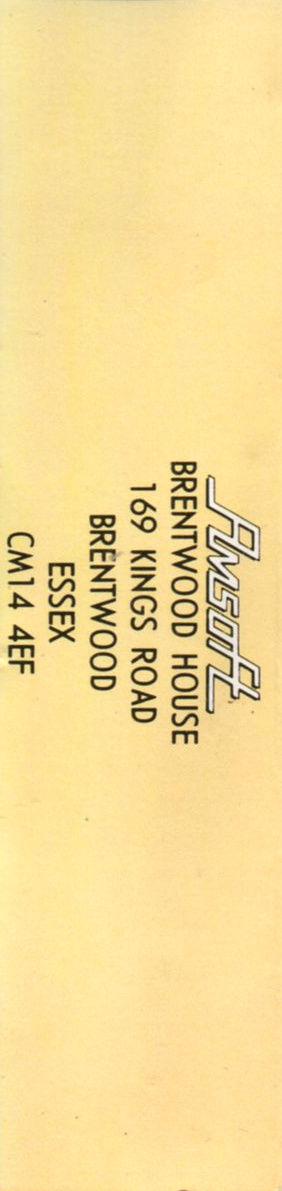 Amsoft
BRENTWOOD HOUSE
169 KINGS ROAD
BRENTWOOD
ESSEX
CM14 4EF